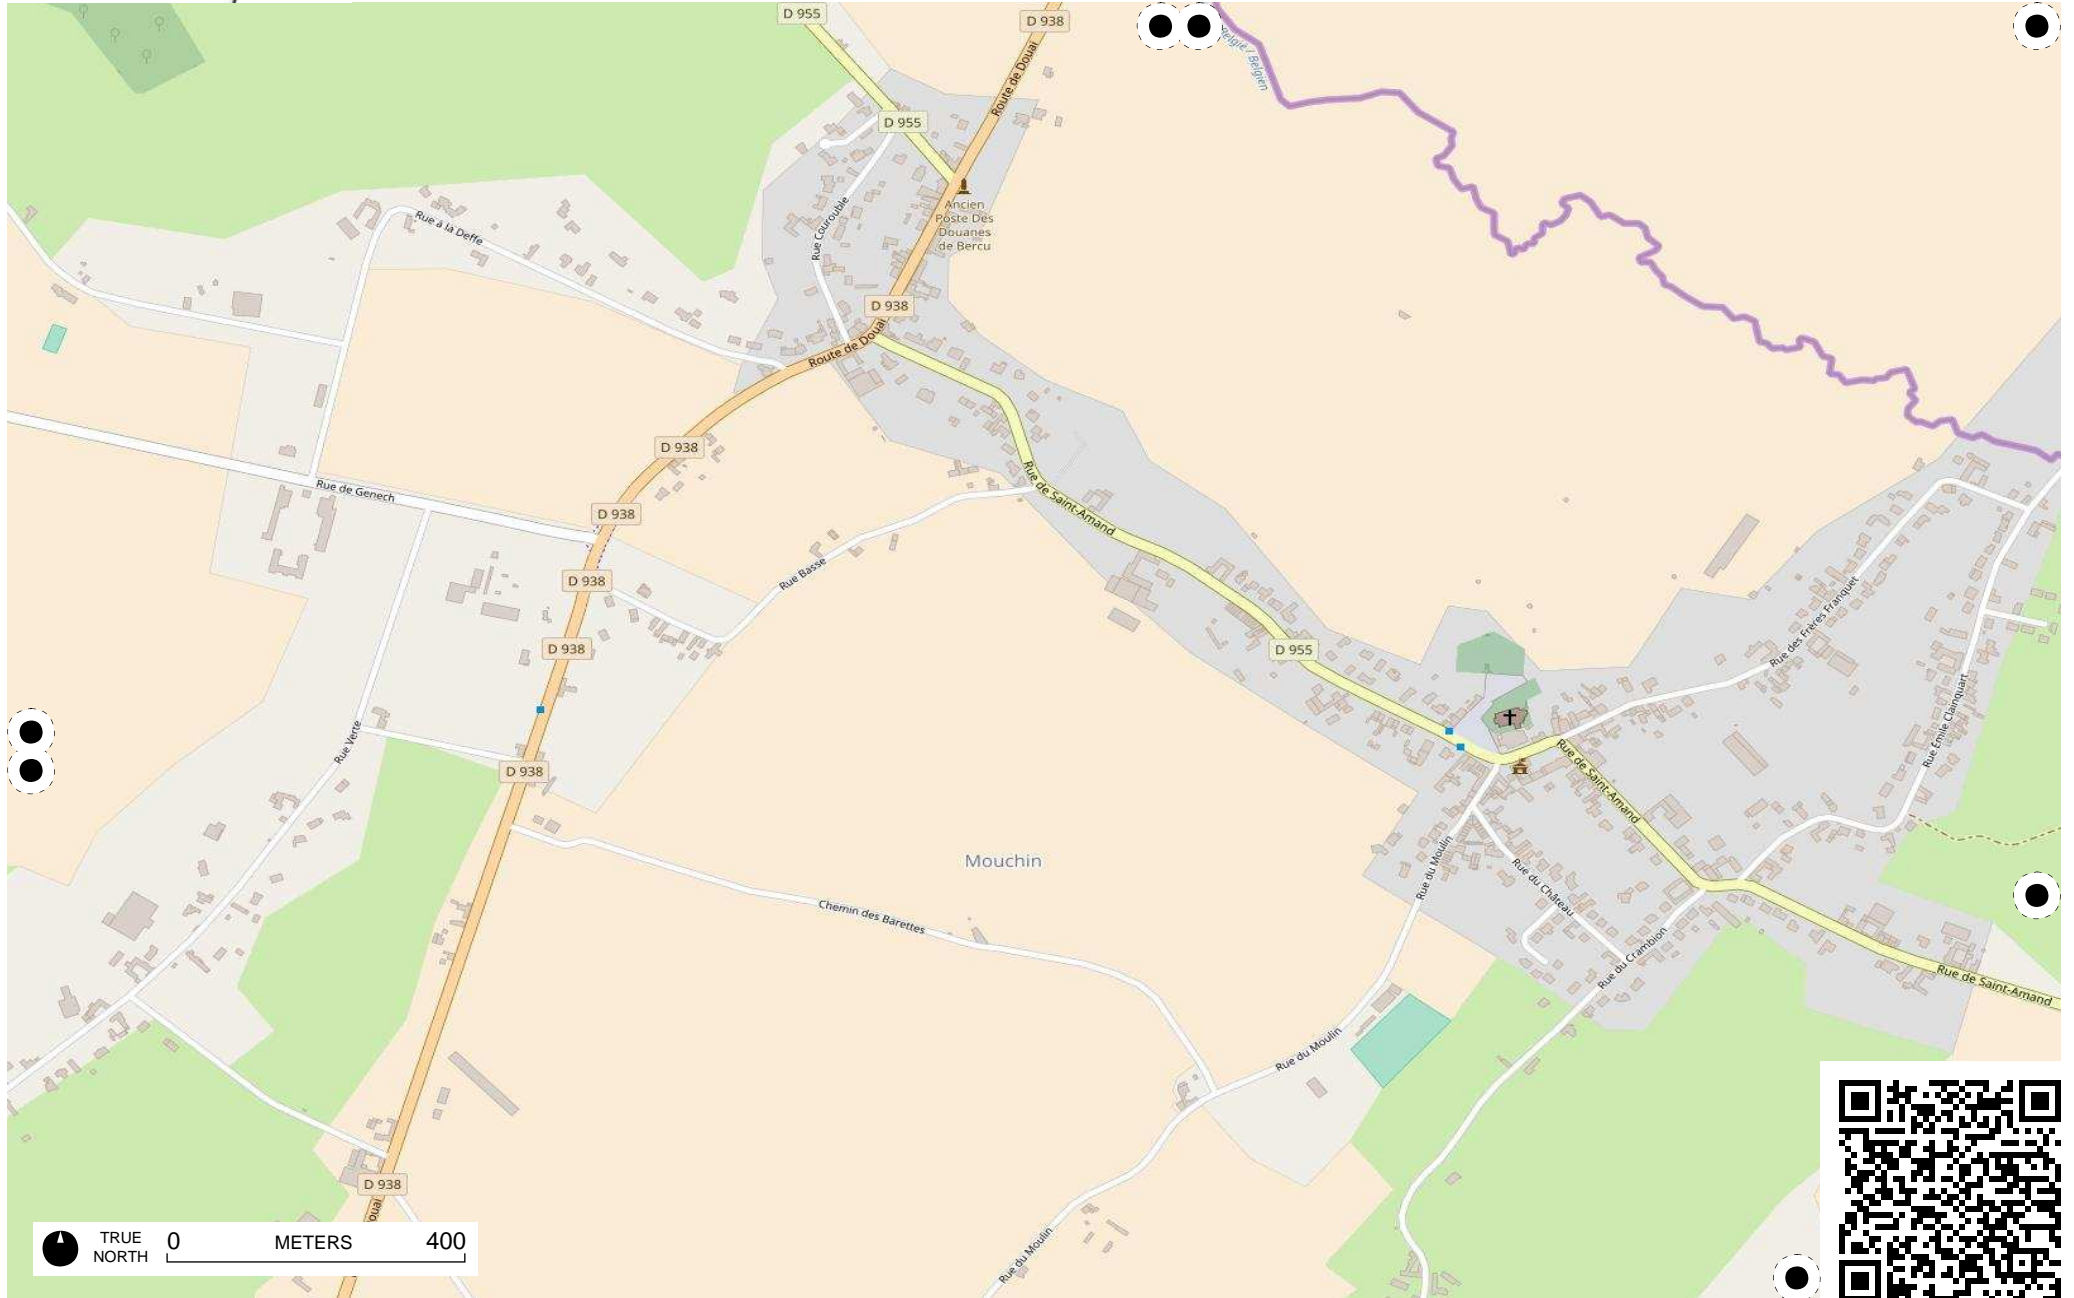 D 955
D 938
Route de Douai
België / Belgien
D 955
Ancien
Poste Des
Douanes
de Bercu
Rue Courouble
Rue à la Deffe
D 938
Route de Douai
D 938
Rue de Saint-Amand
Rue de Genech
D 938
D 938
Rue Basse
D 938
D 955
Rue des Frères Franquet
Rue Émile Clainquart
Rue Verte
D 938
Rue de Saint-Amand
Mouchin
Rue du Moulin
Rue du Château
Chemin des Barettes
Rue du Crambion
Rue de Saint-Amand
Rue du Moulin
D 938
ouai
Rue du Moulin
TRUE
NORTH
0 METERS 400